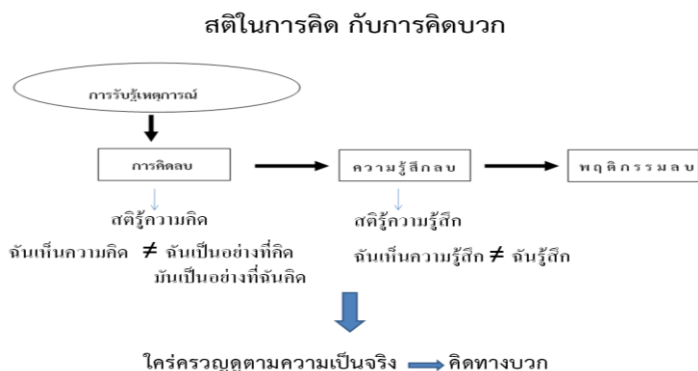 สติในการคิด กับการคิดบวก
การรับรู้เหตุการณ์
การคิดลบ
ความรู้สึกลบ
พฤติกรรมลบ
สติรู้ความคิด
สติรู้ความรู้สึก
ฉันเห็นความคิด ≠ ฉันเป็นอย่างที่คิด
มันเป็นอย่างที่ฉันคิด
ฉันเห็นความรู้สึก ≠ ฉันรู้สึก
ใคร่ครวญดูตามความเป็นจริง
คิดทางบวก